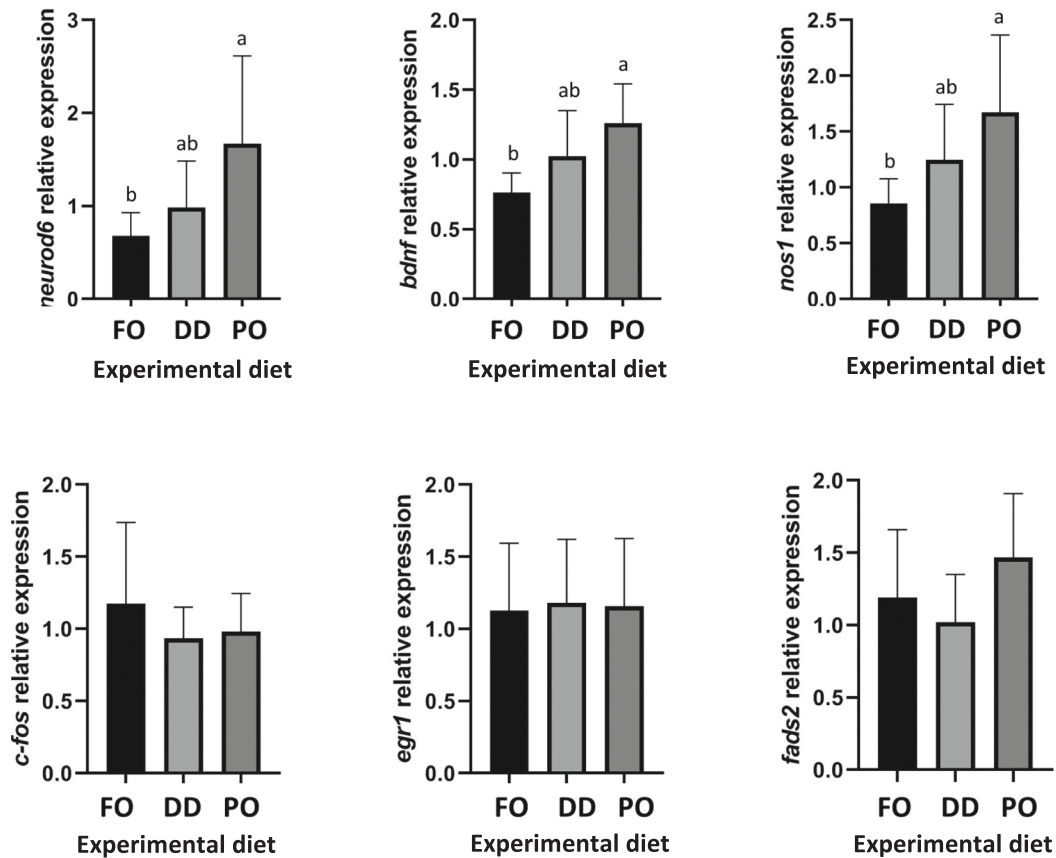 neurod6 relative expression
3
2
1
0
b
ab
a
FO DD PO
Experimental diet
bdnf relative expression
2.0
1.5
1.0
0.5
0.0
b
ab
a
FO DD PO
Experimental diet
nos1 relative expression
2.5
2.0
1.5
1.0
0.5
0.0
b
ab
a
FO DD PO
Experimental diet
c-fos relative expression
2.0
1.5
1.0
0.5
0.0
FO DD PO
Experimental diet
egr1 relative expression
2.0
1.5
1.0
0.5
0.0
FO DD PO
Experimental diet
fads2 relative expression
2.0
1.5
1.0
0.5
0.0
FO DD PO
Experimental diet